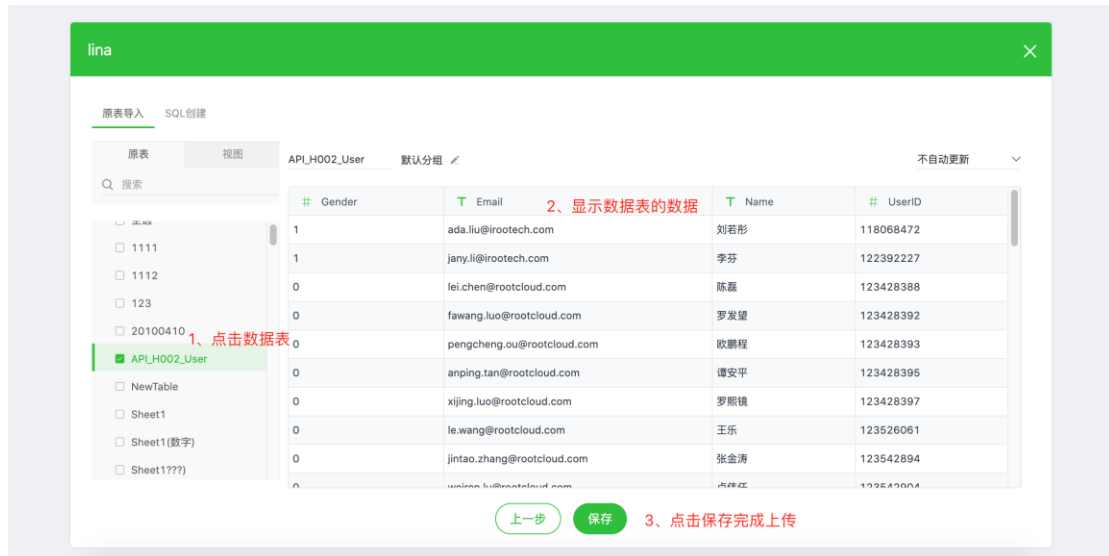 lina
原表导入 SQL创建
原表 视图
搜索
1111
1112
123
20100410
API_H002_User
NewTable
Sheet1
Sheet1(数字)
Sheet1???)
1、点击数据表
API_H002_User 默认分组 不自动更新
# Gender T Email T Name # UserID
2、显示数据表的数据
1 ada.liu@irootech.com 刘若彤 118068472
1 jany.li@irootech.com 李芬 122392227
0 lei.chen@rootcloud.com 陈磊 123428388
0 fawang.luo@rootcloud.com 罗发望 123428392
0 pengcheng.ou@rootcloud.com 欧鹏程 123428393
0 anping.tan@rootcloud.com 谭安平 123428395
0 xijing.luo@rootcloud.com 罗熙镜 123428397
0 le.wang@rootcloud.com 王乐 123526061
0 jintao.zhang@rootcloud.com 张金涛 123542894
上一步 保存 3、点击保存完成上传